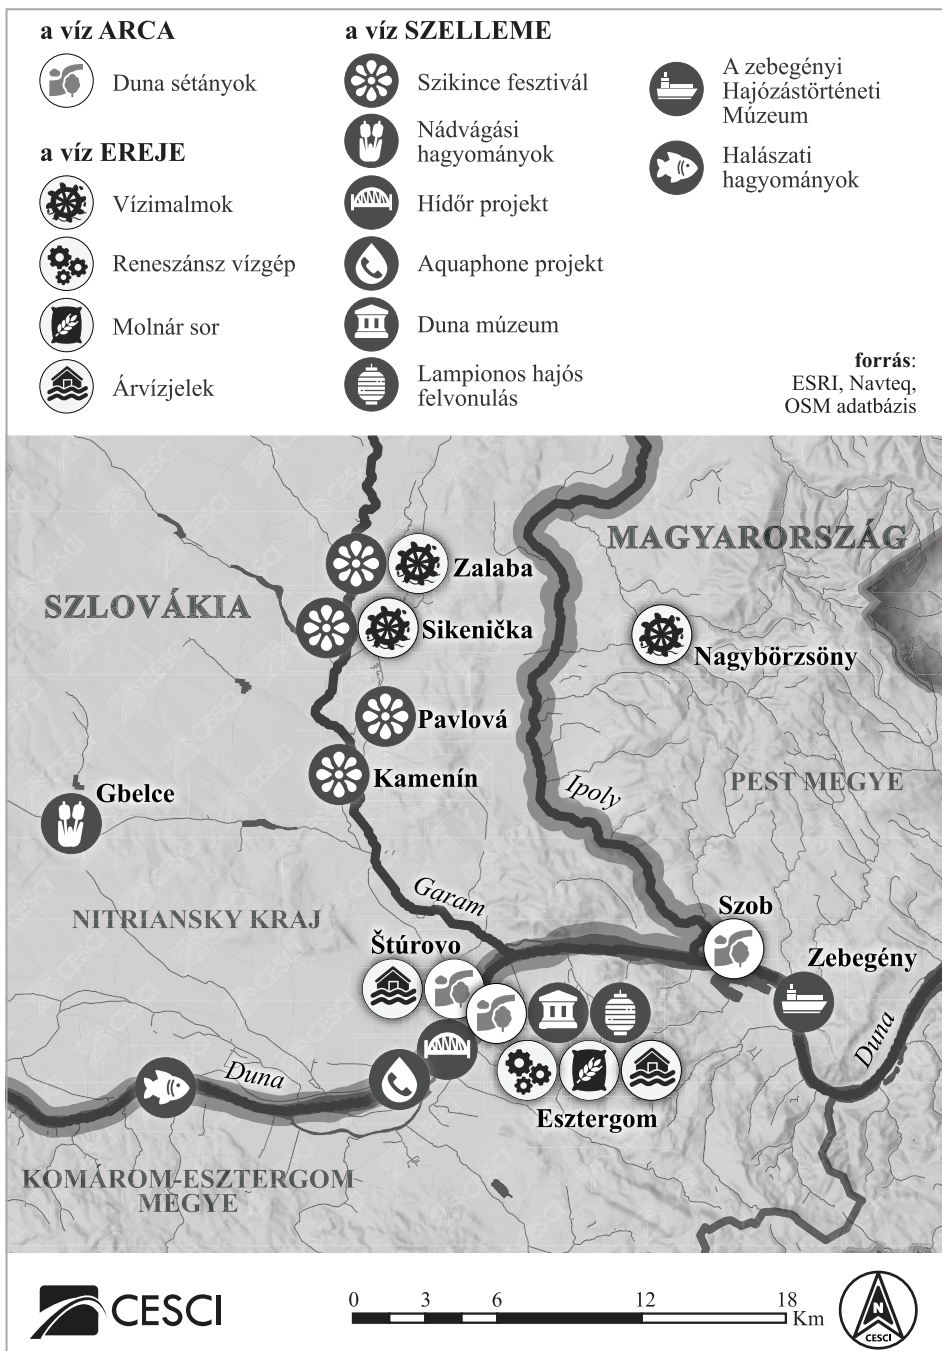 a víz ARCA
Duna sétányok
a víz EREJE
Vízimalmok
Reneszánsz vízgép
Molnár sor
Árvízjelek
a víz SZELLEME
Szikince fesztivál
Nádvágási
hagyományok
Hídőr projekt
Aquaphone projekt
Duna múzeum
Lampionos hajós
felvonulás
A zebegényi
Hajózástörténeti
Múzeum
Halászati
hagyományok
forrás:
ESRI, Navteq,
OSM adatbázis
MAGYARORSZÁG
SZLOVÁKIA
Zalaba
Sikenička
Nagybörzsöny
Pavlová
Kamenín
Gbelce
PEST MEGYE
Ipoly
Garam
NITRIANSKY KRAJ
Szob
Štúrovo
Zebegény
Duna
Duna
Esztergom
KOMÁROM-ESZTERGOM
MEGYE
CESCI
0 3 6 12 18
Km
N
CESCI